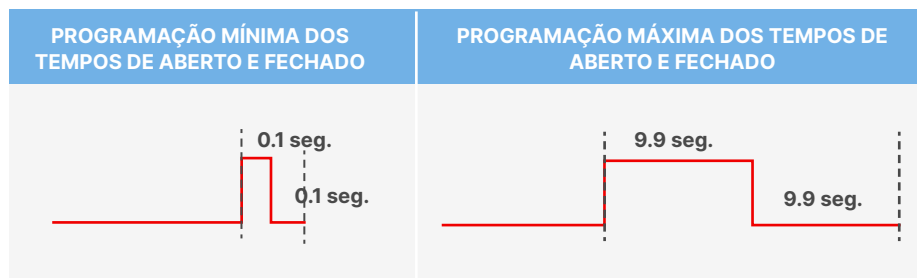 PROGRAMAÇÃO MÍNIMA DOS
TEMPOS DE ABERTO E FECHADO
PROGRAMAÇÃO MÁXIMA DOS TEMPOS DE
ABERTO E FECHADO
0.1 seg.
0.1 seg.
9.9 seg.
9.9 seg.